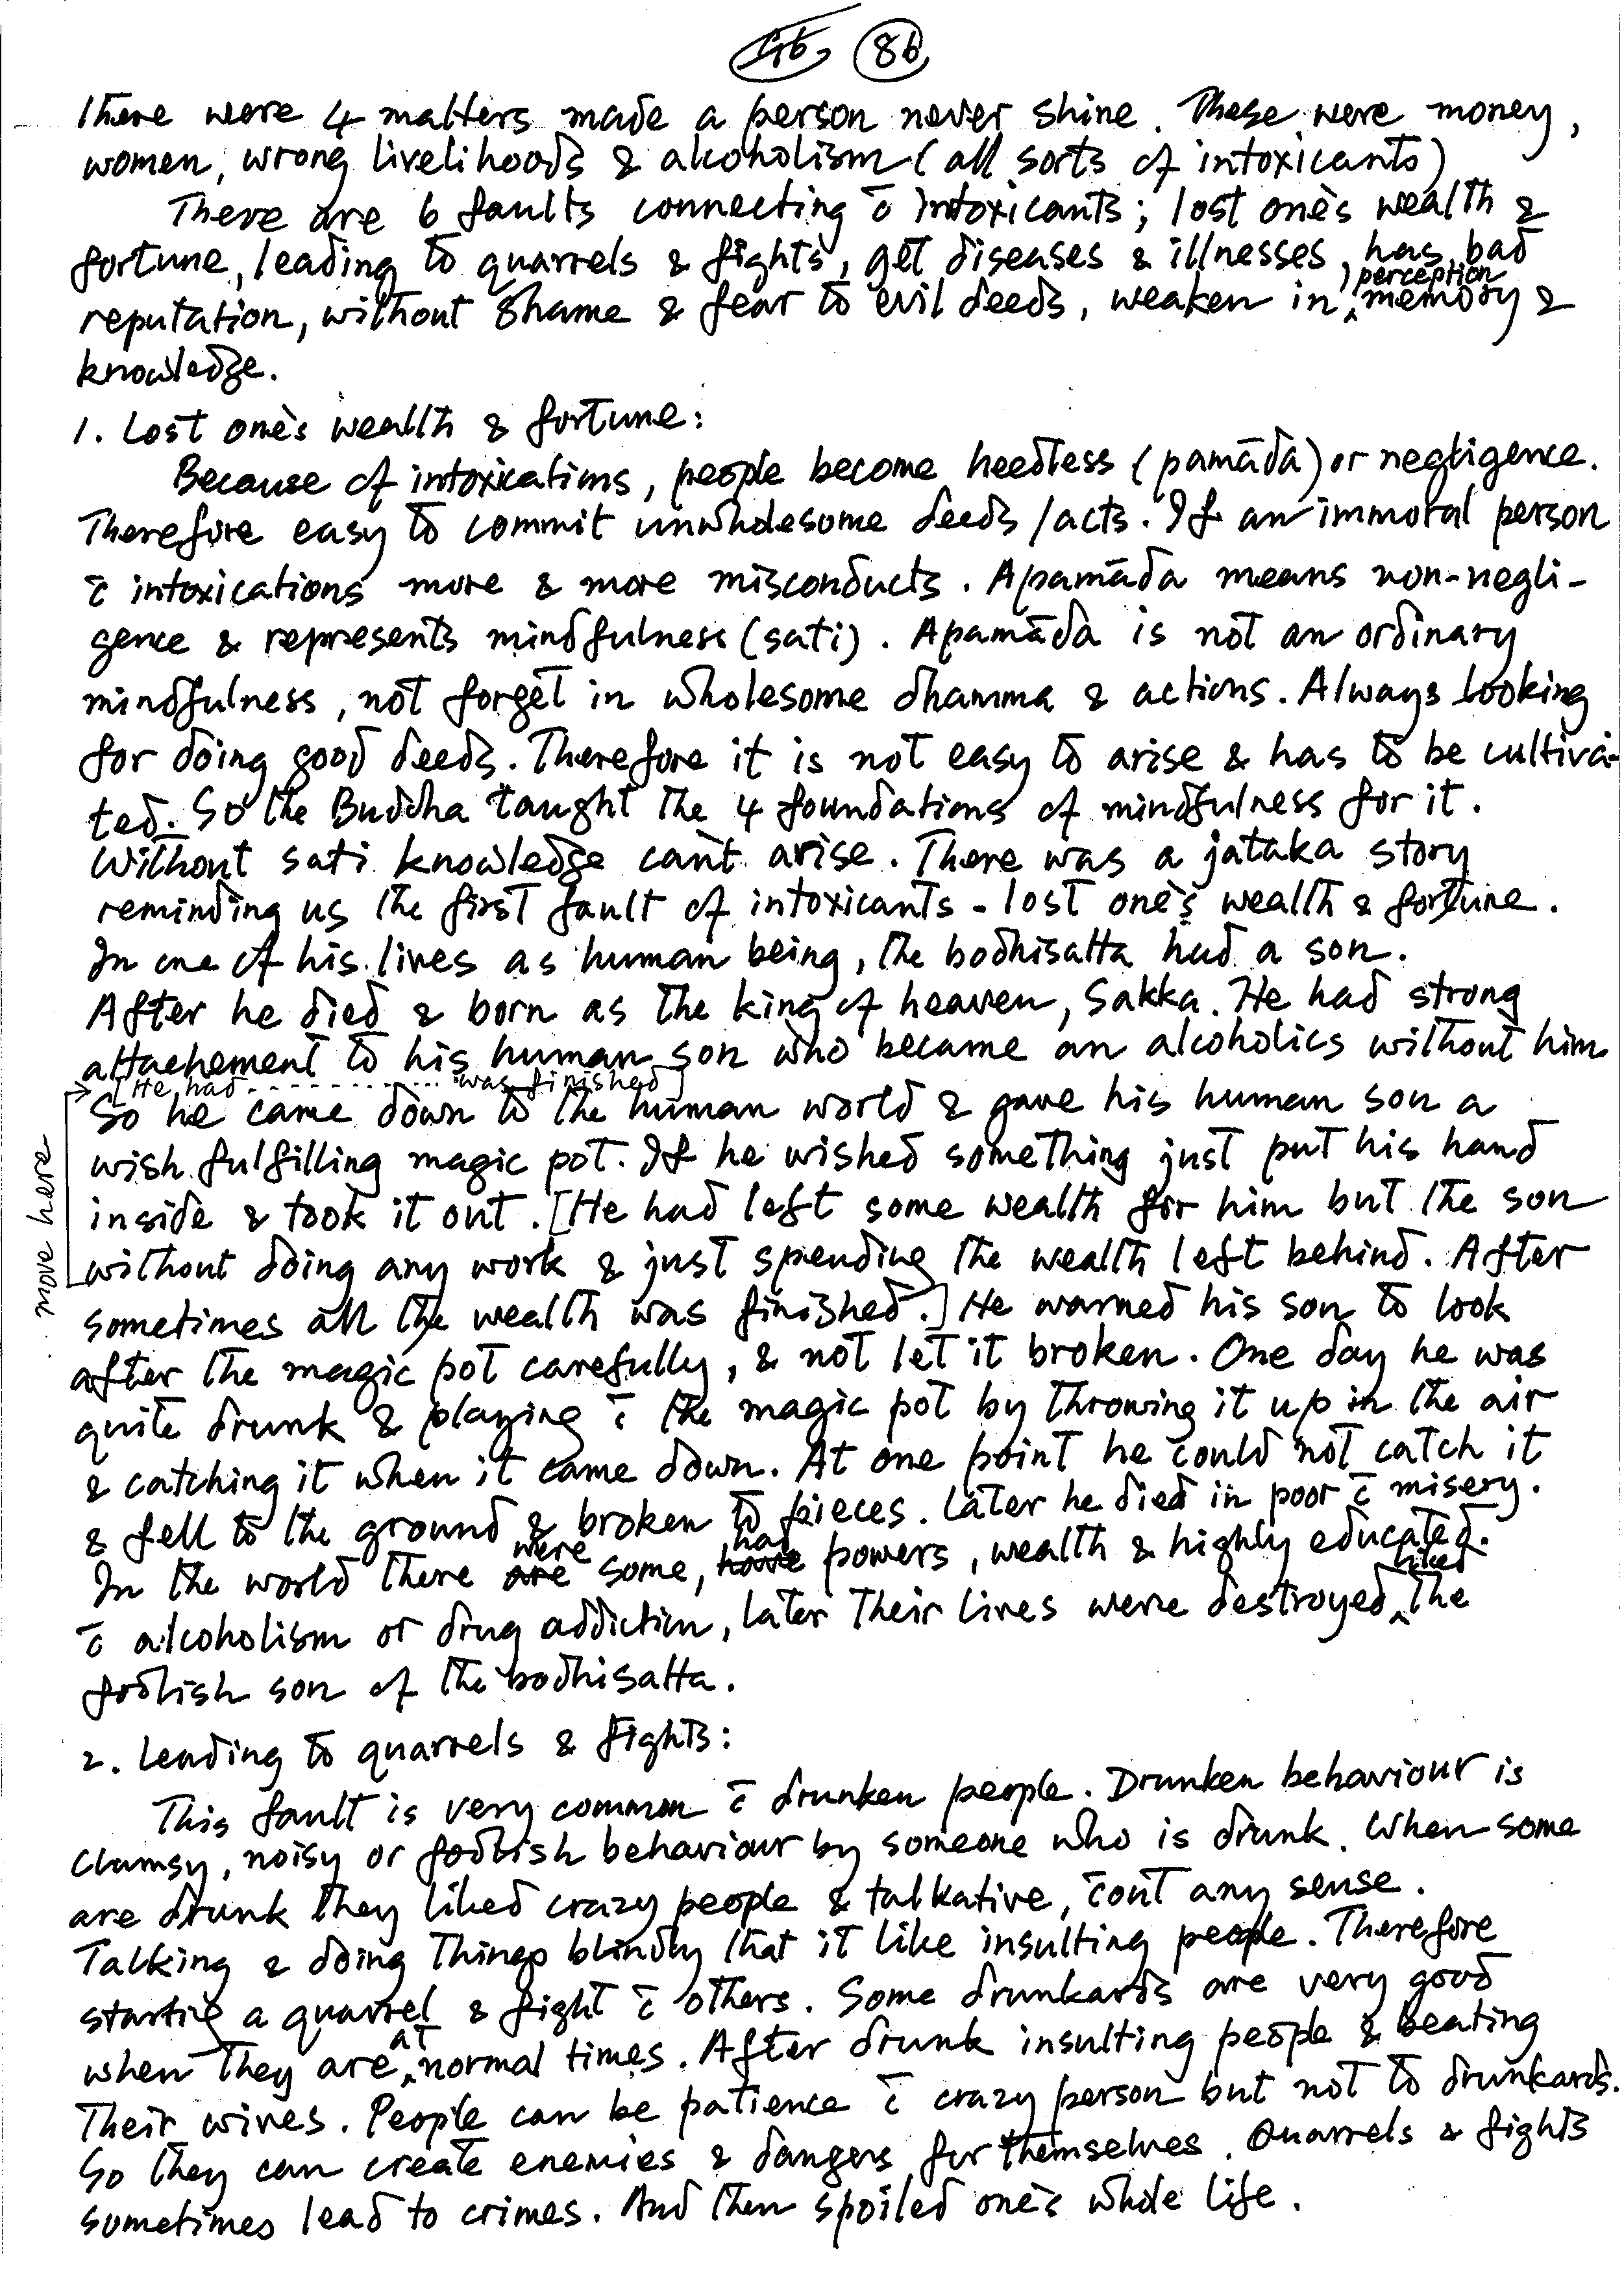 86
There were 4 matters made a person never shine. These were money,
women, wrong livelihoods & alcoholism (all sorts of intoxicants)
There are 6 faults connecting c̄ intoxicants; lost one's wealth &
fortune, leading to quarrels & fights, get diseases & illnesses, has bad
perception,
reputation, without shame & fear to evil deeds, weaken in ^ memory &
knowledge.
1. Lost one's wealth & fortune:
Because of intoxications, people become heedless (pamāda) or negligence.
Therefore easy to commit unwholesome deeds/acts. If an immoral person
c̄ intoxications more & more misconducts. Apamāda means non-negli-
gence & represents mindfulness (sati). Apamāda is not an ordinary
mindfulness, not forget in wholesome dhamma & actions. Always looking
for doing good deeds. Therefore it is not easy to arise & has to be cultiva-
ted. So the Buddha taught the 4 foundations of mindfulness for it.
Without sati knowledge can't arise. There was a jataka story
reminding us the first fault of intoxicants - lost one's wealth & fortune.
In one of his lives as human being, the bodhisatta had a son.
After he died & born as the king of heaven, Sakka. He had strong
attachement to his human son who became an alcoholics without him
[He had ............ was finished]
So he came down to the human world & gave his human son a
wish fulfilling magic pot. If he wished something just put his hand
inside & took it out. [He had left some wealth for him but the son
move here
without doing any work & just spending the wealth left behind. After
sometimes all the wealth was finished.] He warned his son to look
after the magic pot carefully, & not let it broken. One day he was
quite drunk & playing c̄ the magic pot by throwing it up in the air
& catching it when it came down. At one point he could not catch it
& fell to the ground & broken to pieces. Later he died in poor c̄ misery.
were had
In the world there are some, have powers, wealth & highly educated.
liked
c̄ alcoholism or drug addiction, later their lives were destroyed ^ the
foolish son of the bodhisatta.
2. Leading to quarrels & fights:
This fault is very common c̄ drunken people. Drunken behaviour is
clumsy, noisy or foolish behaviour by someone who is drunk. When some
are drunk they liked crazy people & talkative, c̄out any sense.
Talking & doing things blindly that it like insulting people. Therefore
starting a quarrel & fight c̄ others. Some drunkards are very good
at
when they are ^ normal times. After drunk insulting people & beating
their wives. People can be patience c̄ crazy person but not to drunkards.
So they can create enemies & dangers for themselves. Quarrels & fights
sometimes lead to crimes. And then spoiled one's whole life.